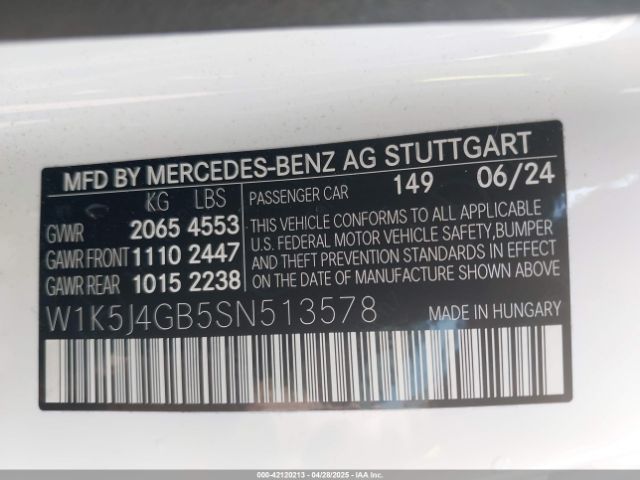 MFD BY MERCEDES-BENZ AG STUTTGART
KG LBS
GVWR 2065 4553
GAWR FRONT 1110 2447
GAWR REAR 1015 2238
PASSENGER CAR 149 06/24
THIS VEHICLE CONFORMS TO ALL APPLICABLE
U.S. FEDERAL MOTOR VEHICLE SAFETY,BUMPER
AND THEFT PREVENTION STANDARDS IN EFFECT
ON THE DATE OF MANUFACTURE SHOWN ABOVE
W1K5J4GB5SN513578 MADE IN HUNGARY
000-42120213 - 04/28/2025 - IAAI.COM